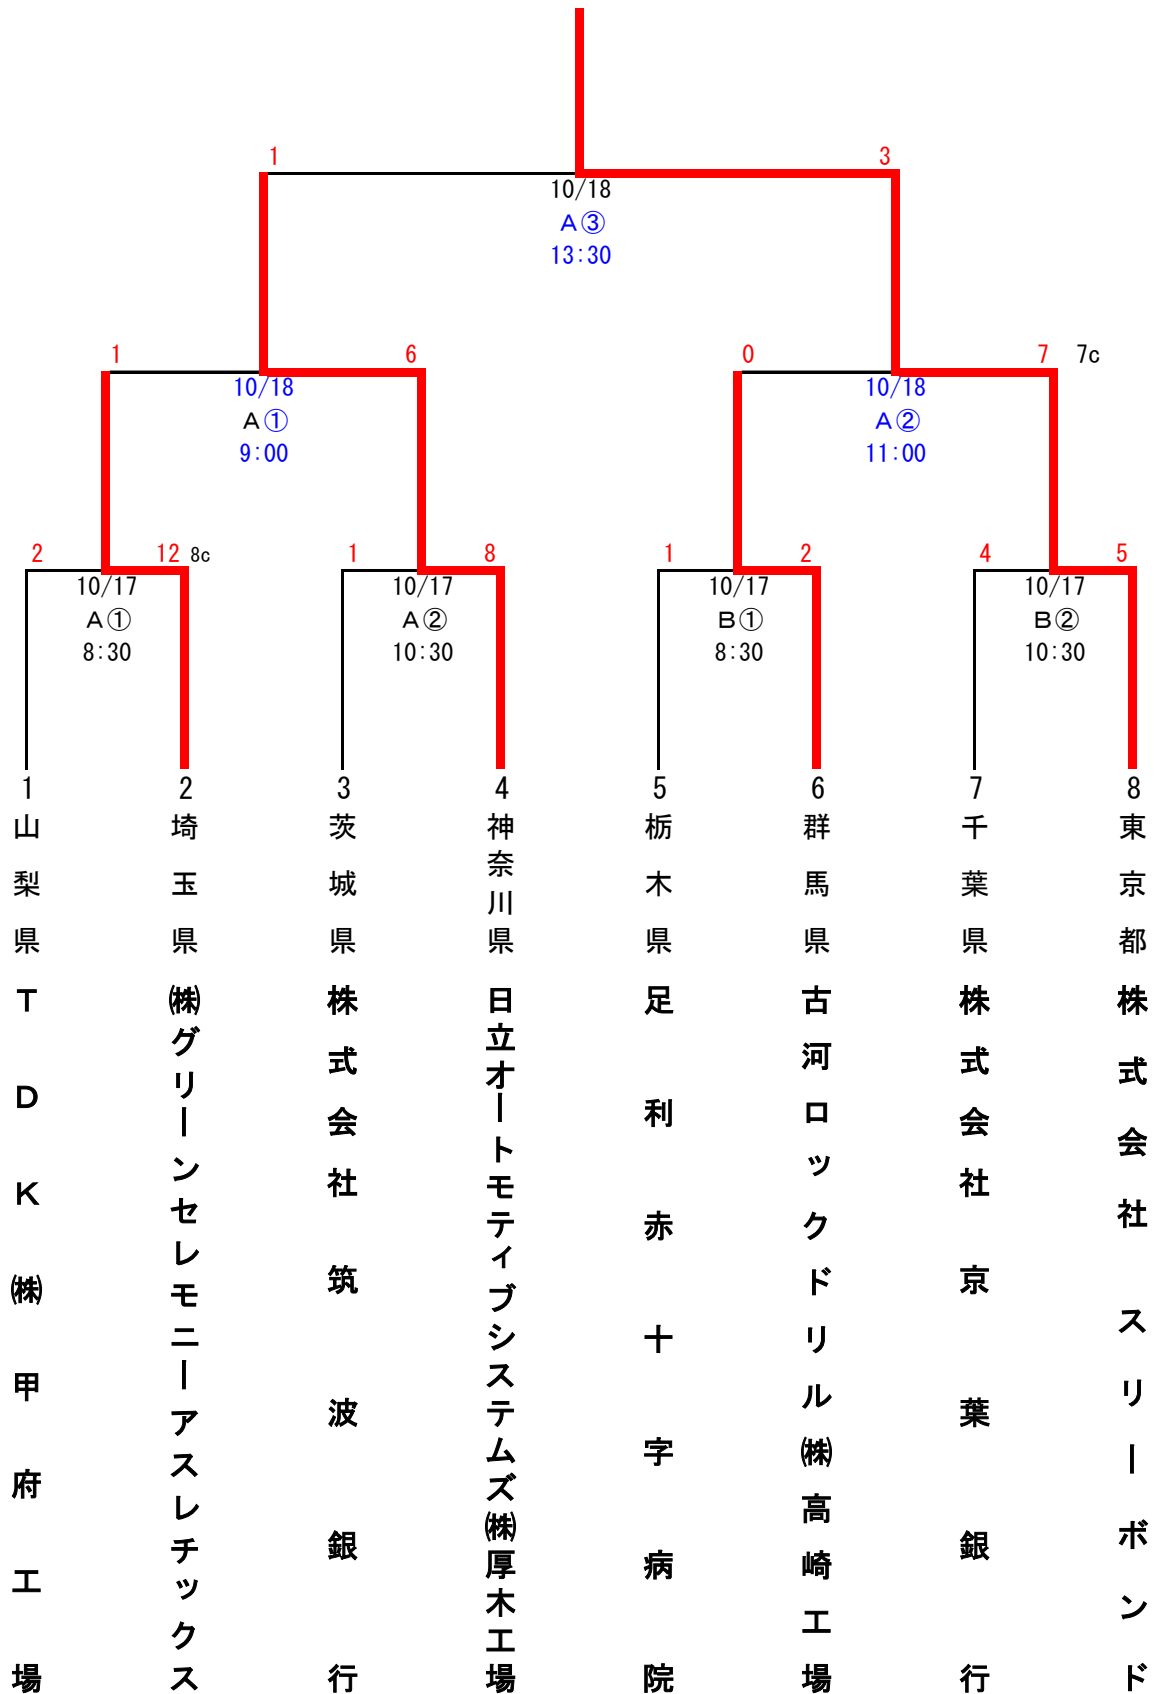 1 3
10/18
A③
13:30
1 6 0 7 7c
10/18 10/18
A① A②
9:00 11:00
2 12 8c 1 8 1 2 4 5
10/17 10/17 10/17 10/17
A① A② B① B②
8:30 10:30 8:30 10:30
1 2 3 4 5 6 7 8
山梨県
埼玉県
茨城県
神奈川県
栃木県
群馬県
千葉県
東京都
TDK㈱甲府工場
㈱グリーンセレモニーアスレチックス
株式会社筑波銀行
日立オートモティブシステムズ㈱厚木工場
足利赤十字病院
古河ロックドリル㈱高崎工場
株式会社京葉銀行
株式会社 スリーボンド